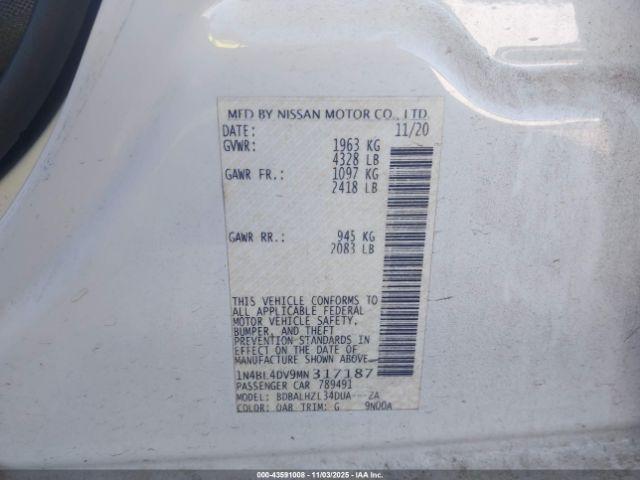 MFD BY NISSAN MOTOR CO., LTD.
DATE: 11/20
GVWR: 1963 KG
4328 LB
GAWR FR.: 1097 KG
2418 LB
GAWR RR.: 945 KG
2083 LB
THIS VEHICLE CONFORMS TO
ALL APPLICABLE FEDERAL
MOTOR VEHICLE SAFETY,
BUMPER, AND THEFT
PREVENTION STANDARDS IN
EFFECT ON THE DATE OF
MANUFACTURE SHOWN ABOVE.
1N4BL4DV9MN317187
PASSENGER CAR 789491
MODEL: BDBALHZL34DUA---ZA
COLOR: QAB TRIM: G 9N00A
00-43591008 - 11/03/2025 - IAA Inc.